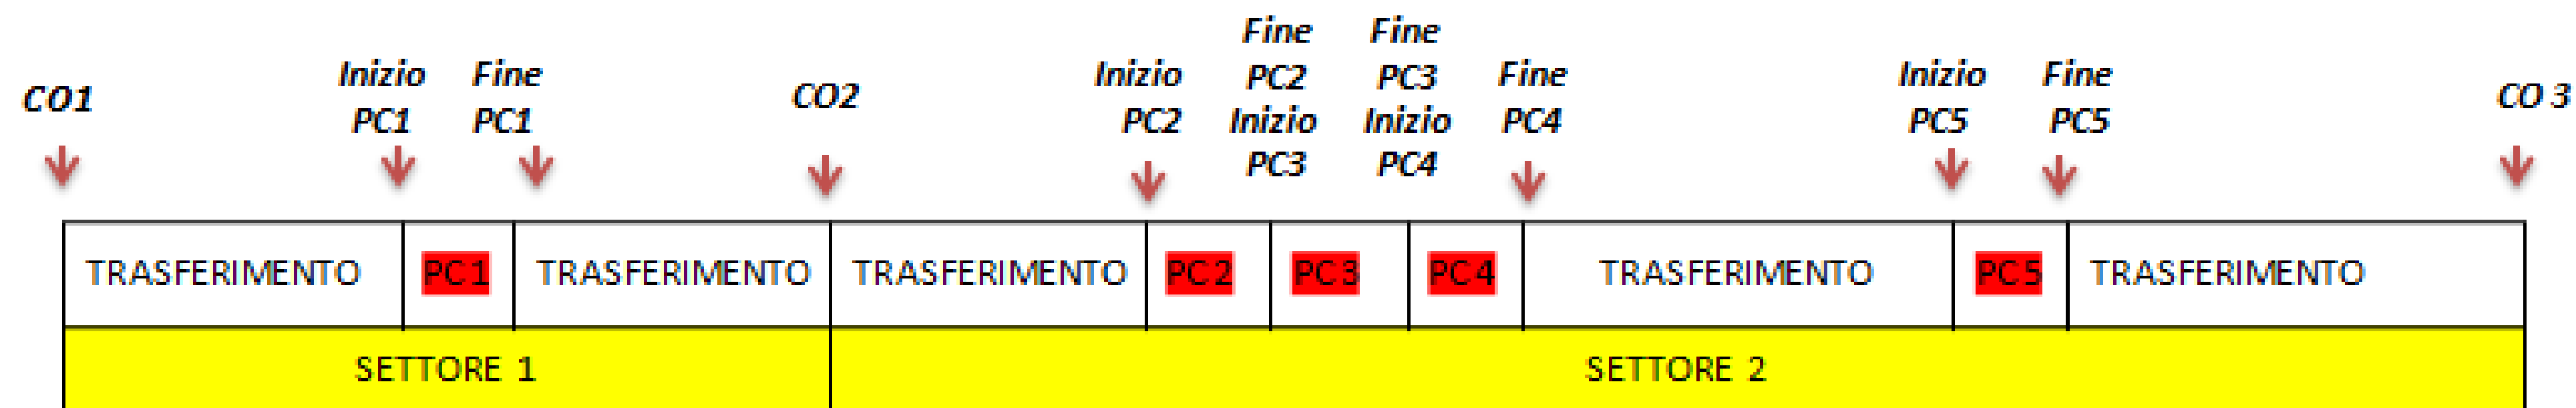 CO1
Inizio
PC1
Fine
PC1
CO2
Inizio
PC2
Fine
PC2
Inizio
PC3
Fine
PC3
Inizio
PC4
Fine
PC4
Inizio
PC5
Fine
PC5
CO 3
TRASFERIMENTO PC1 TRASFERIMENTO TRASFERIMENTO PC2 PC3 PC4 TRASFERIMENTO PC5 TRASFERIMENTO
SETTORE 1 SETTORE 2